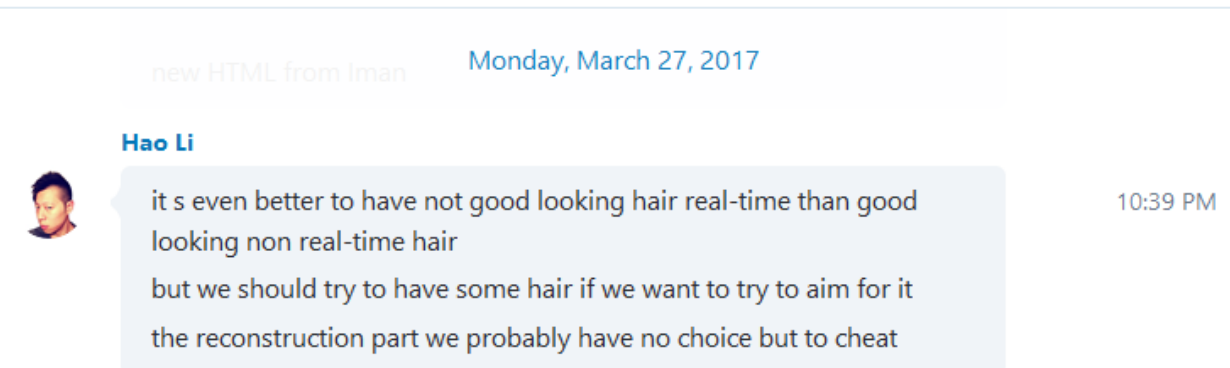 new HTML from Iman
Monday, March 27, 2017
Hao Li
it s even better to have not good looking hair real-time than good
looking non real-time hair
10:39 PM
but we should try to have some hair if we want to try to aim for it
the reconstruction part we probably have no choice but to cheat